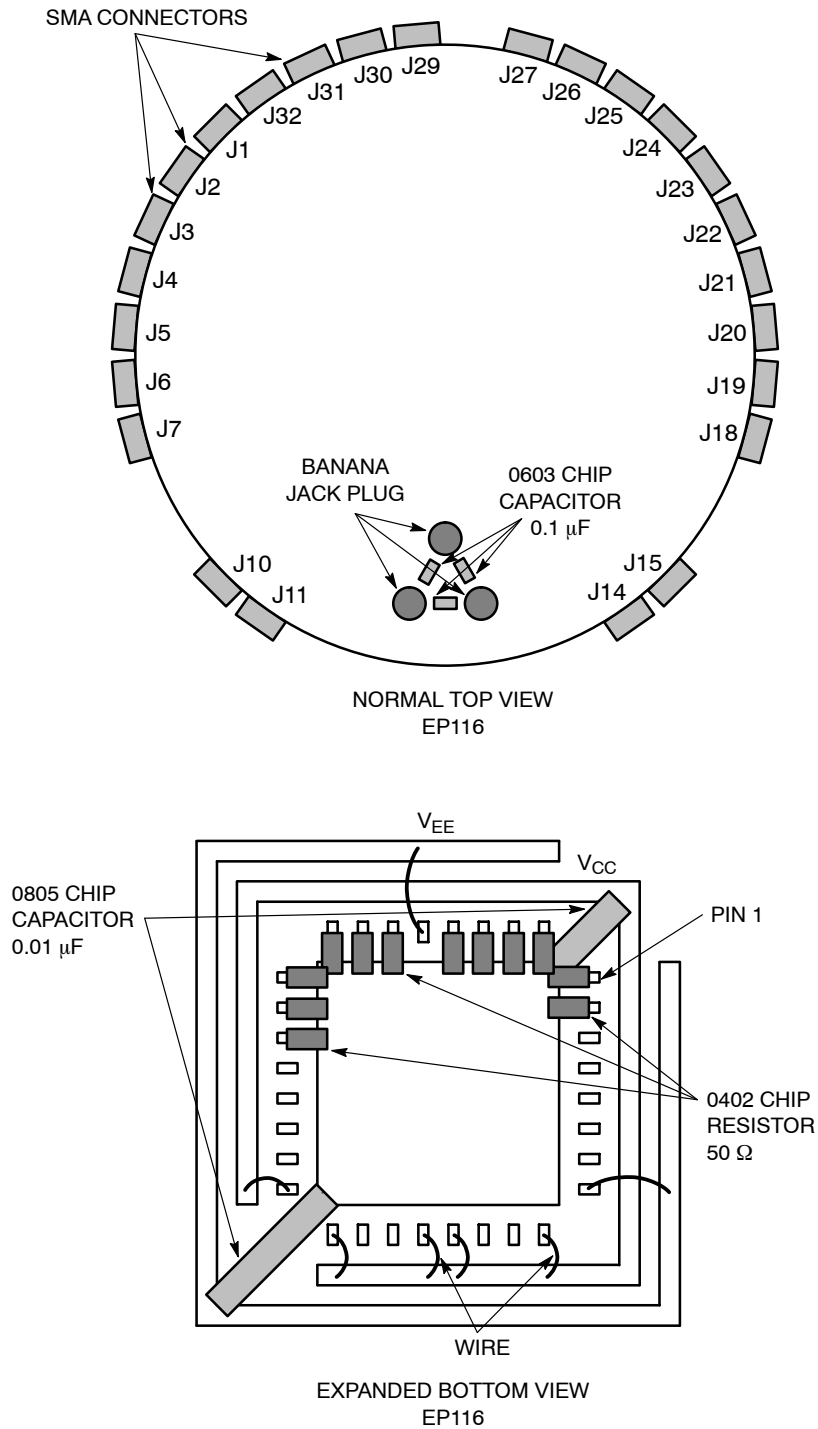 SMA CONNECTORS
J29
J30
J31
J32
J1
J2
J3
J4
J5
J6
J7
J10
J11
J27
J26
J25
J24
J23
J22
J21
J20
J19
J18
J15
J14
BANANA
JACK PLUG
0603 CHIP
CAPACITOR
0.1 μF
NORMAL TOP VIEW
EP116
VEE
VCC
0805 CHIP
CAPACITOR
0.01 μF
PIN 1
0402 CHIP
RESISTOR
50 Ω
WIRE
EXPANDED BOTTOM VIEW
EP116